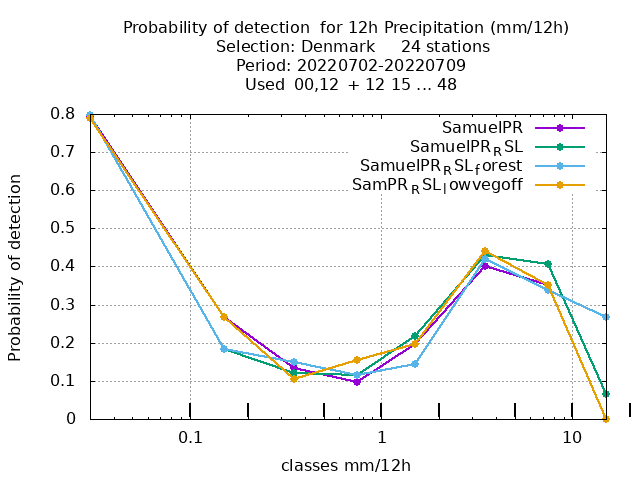 Probability of detection  for 12h Precipitation (mm/12h)
Selection: Denmark     24 stations
Period: 20220702-20220709
Used  00,12  + 12 15 ... 48
SamuelPR
SamuelPR_RSL
SamuelPR_RSL_forest
SamPR_RSL_lowvegoff
Probability of detection
0.8
0.7
0.6
0.5
0.4
0.3
0.2
0.1
0
0.1 1 10
classes mm/12h